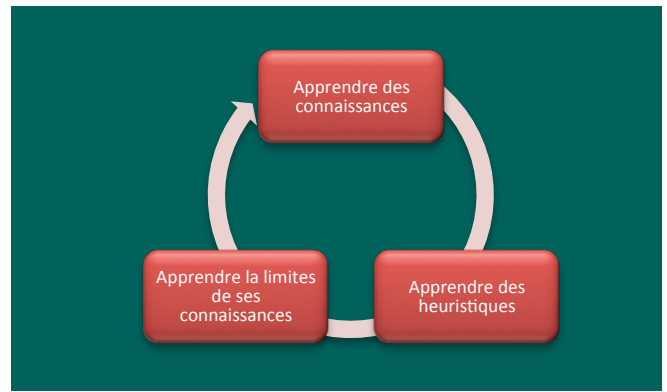 Apprendre des
connaissances
Apprendre la limites
de ses
connaissances
Apprendre des
heuristiques